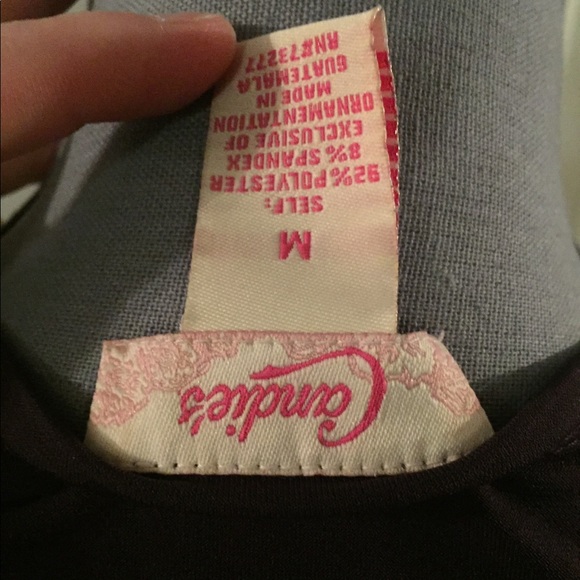 Candie's
M
SELF:
92% POLYESTER
8% SPANDEX
EXCLUSIVE OF
ORNAMENTATION
MADE IN
GUATEMALA
RN#73277